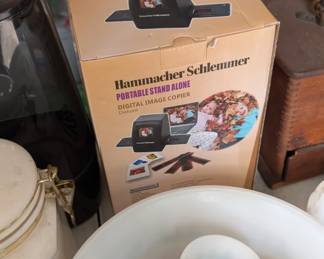 Hammacher Schlemmer
PORTABLE STAND ALONE
DIGITAL IMAGE COPIER